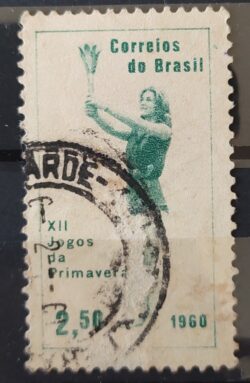 Correios
do Brasil
ARDE-
XII
Jogos
da
Primavera
2,50 1960